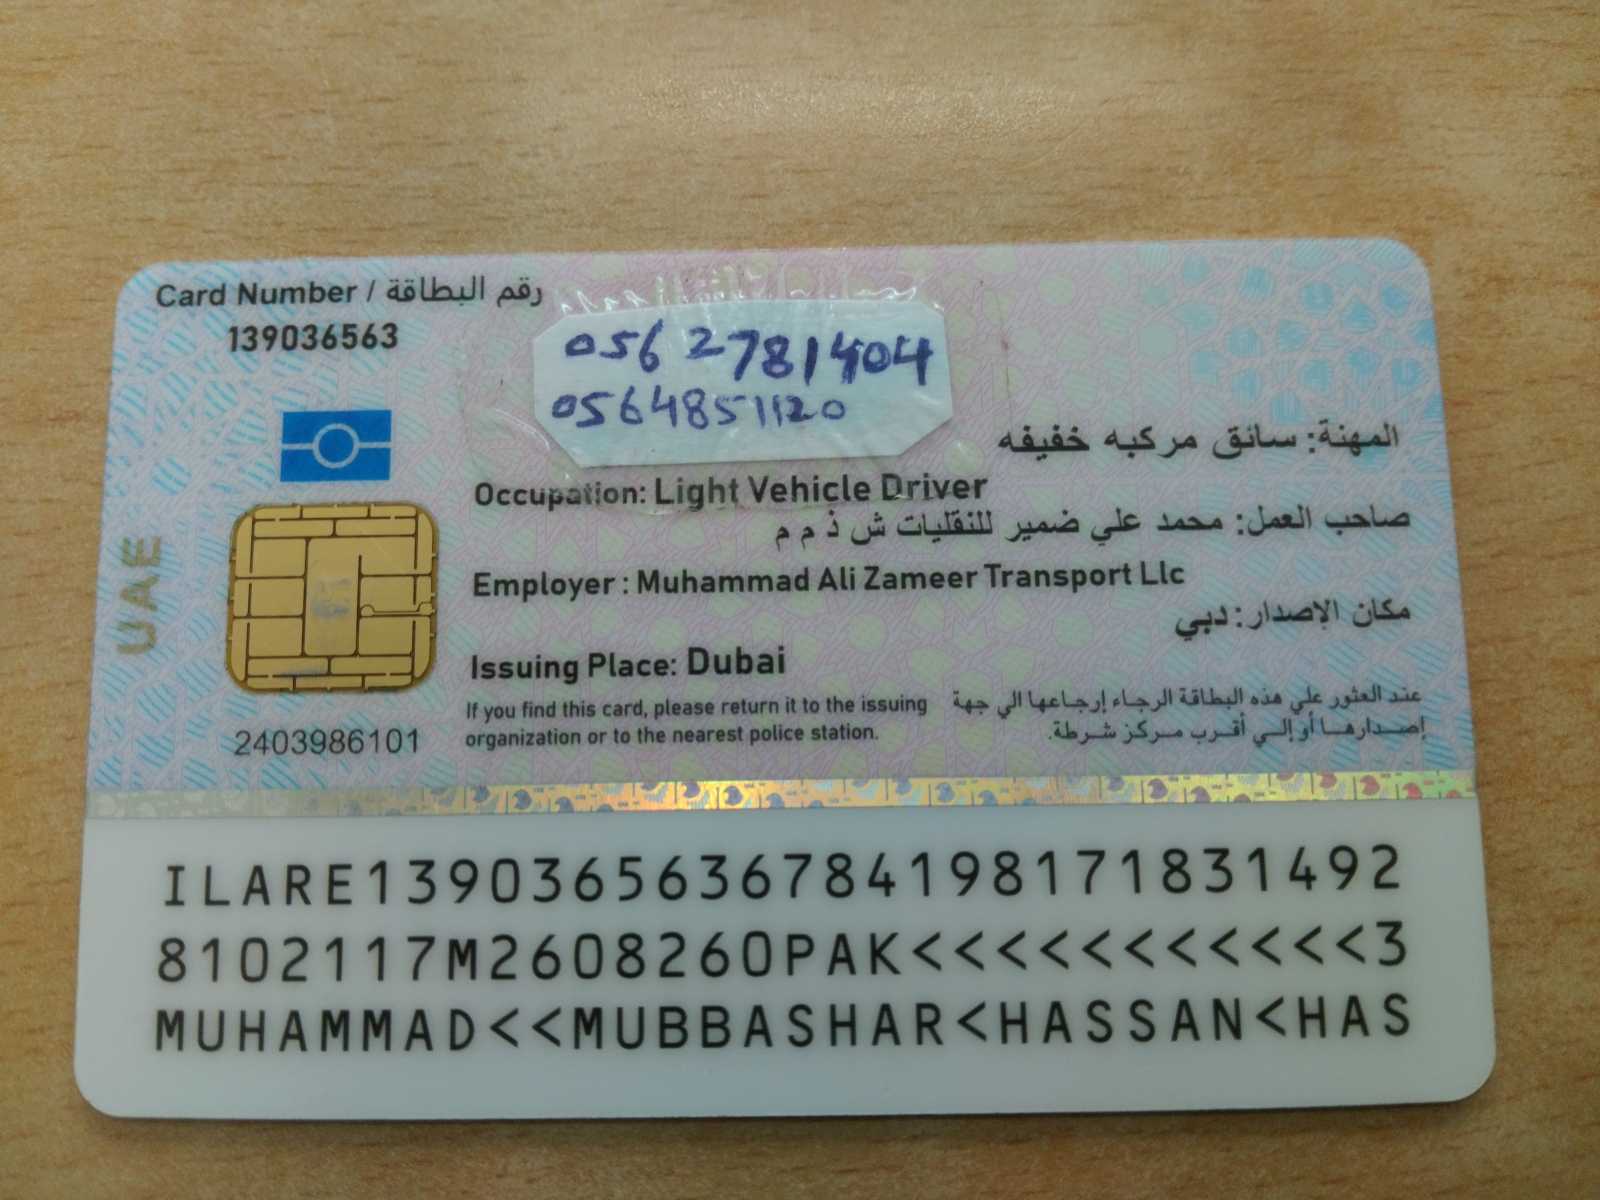 Card Number / رقم البطاقة
139036563
056 2781404
0564851120
المهنة: سائق مركبه خفيفه
Occupation: Light Vehicle Driver
صاحب العمل: محمد علي ضمير للنقليات ش ذ م م
Employer : Muhammad Ali Zameer Transport Llc
مكان الإصدار: دبي
Issuing Place: Dubai
UAE
2403986101
If you find this card, please return it to the issuing
organization or to the nearest police station.
عند العثور علي هذه البطاقة الرجاء إرجاعها الي جهة
إصدارها أو إلي أقرب مركز شرطة.
ILARE1390365636784198171831492
8102117M2608260PAK<<<<<<<<<<<3
MUHAMMAD<<MUBBASHAR<HASSAN<HAS